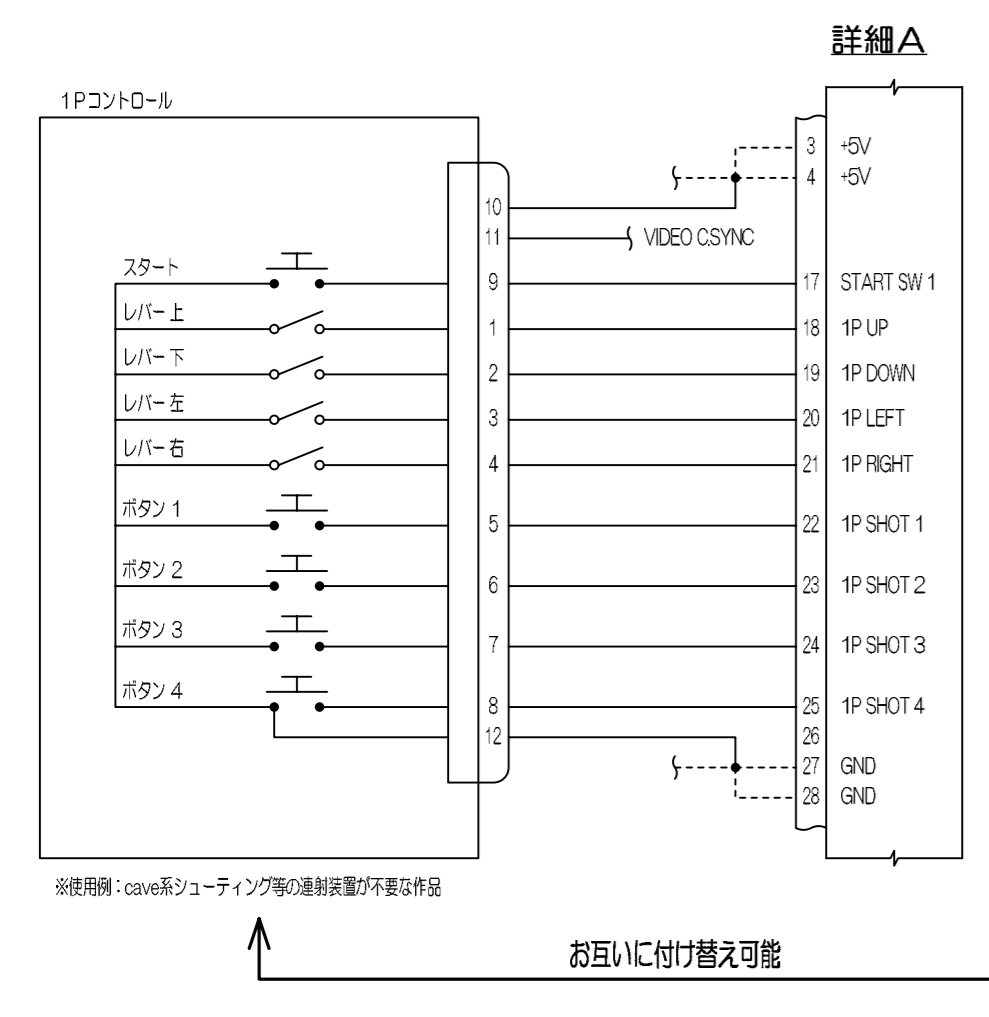 詳細A
1Pコントロール
3 +5V
4 +5V
10
11 VIDEO C.SYNC
スタート 9 17 START SW 1
レバー上 1 18 1P UP
レバー下 2 19 1P DOWN
レバー左 3 20 1P LEFT
レバー右 4 21 1P RIGHT
ボタン 1 5 22 1P SHOT 1
ボタン 2 6 23 1P SHOT 2
ボタン 3 7 24 1P SHOT 3
ボタン 4 8 25 1P SHOT 4
12 26
27 GND
28 GND
※使用例：cave系シューティング等の連射装置が不要な作品
お互いに付け替え可能